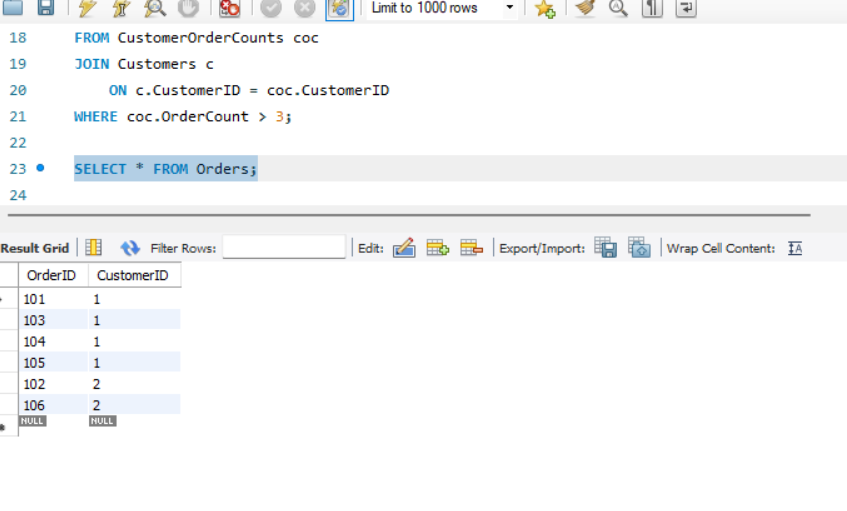 Limit to 1000 rows
18 FROM CustomerOrderCounts coc
19 JOIN Customers c
20 ON c.CustomerID = coc.CustomerID
21 WHERE coc.OrderCount > 3;
22
23 SELECT * FROM Orders;
24
Result Grid Filter Rows: Edit: Export/Import: Wrap Cell Content: IA
OrderID CustomerID
101 1
103 1
104 1
105 1
102 2
106 2
NULL NULL